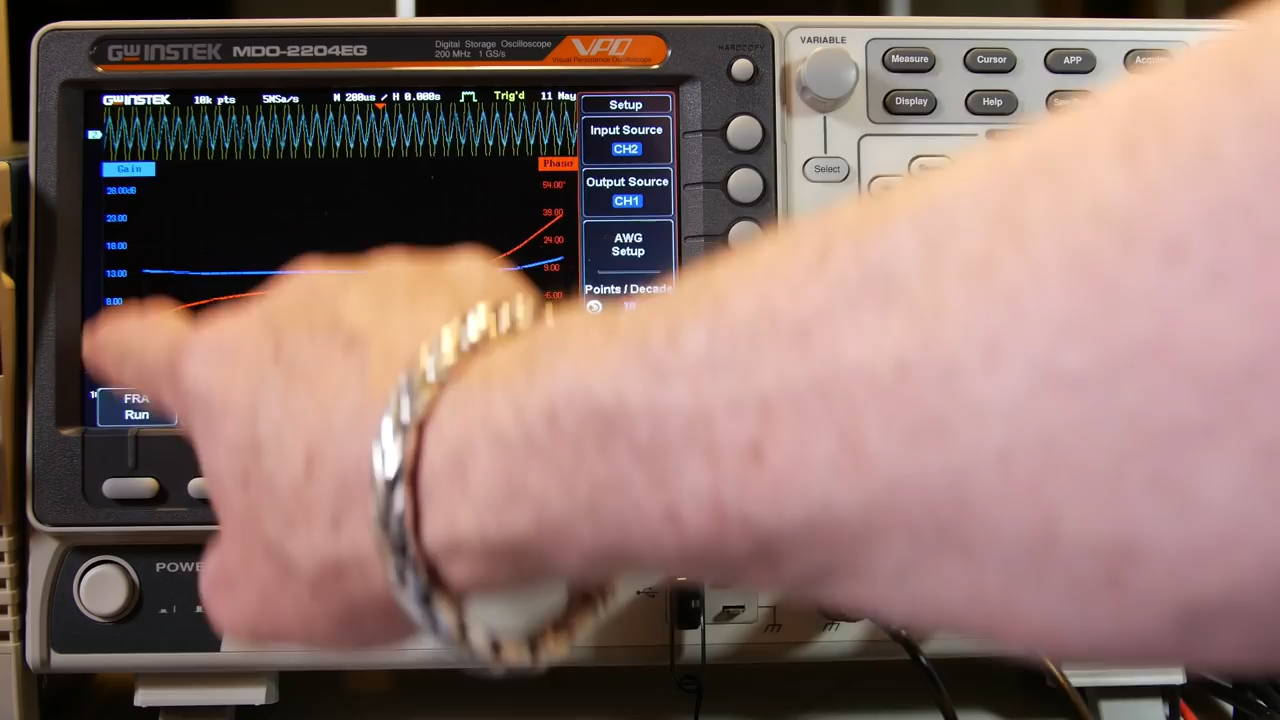 GW INSTEK MDO-2204EG Digital Storage Oscilloscope
200 MHz 1 GS/s VPO
Visual Persistence Oscilloscope
HARDCOPY
VARIABLE
Measure Cursor APP
Display Help
Select
GW INSTEK 10k pts 5MSa/s M 200us / H 0.000s Trig'd 11 May
Setup
Input Source
CH2
Output Source
CH1
AWG
Setup
Points / Decade
Gain Phase
28.00dB 54.00°
23.00 39.00
18.00 24.00
13.00 9.00
8.00 -6.00
FRA
Run